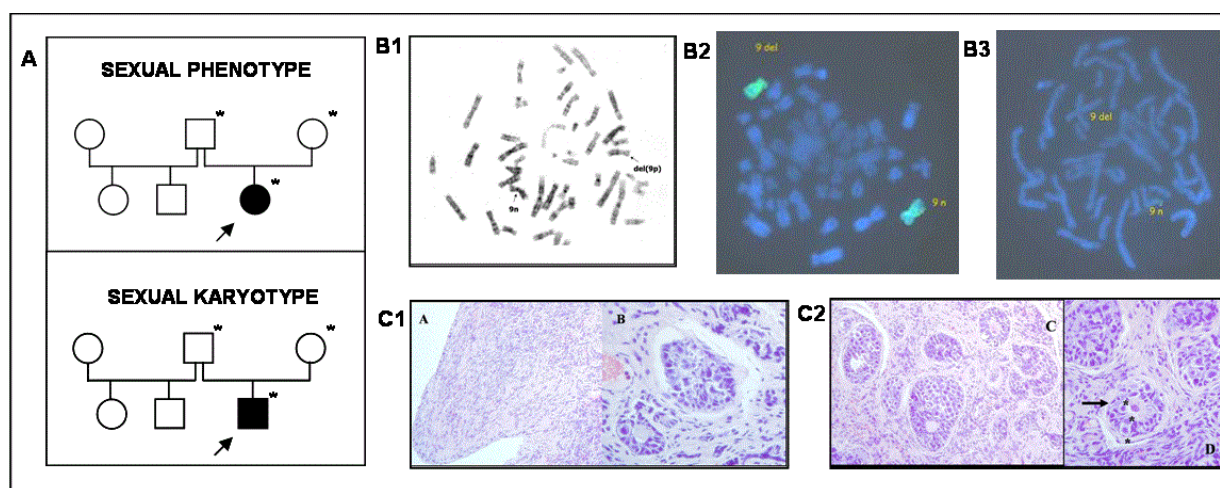 A
SEXUAL PHENOTYPE
*
*
*
SEXUAL KARYOTYPE
*
*
*
B1
del(9p)
9n
B2
9 del
9 n
B3
9 del
9 n
C1
A
B
C2
C
*
*
*
D